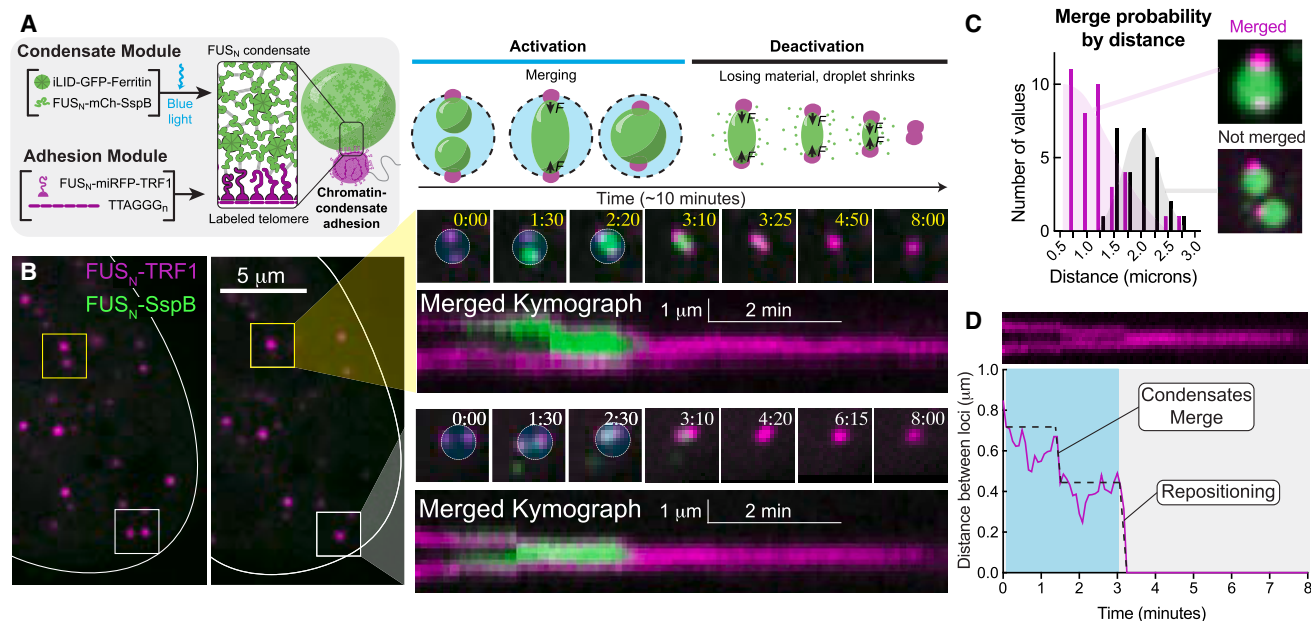 A
Condensate Module
iLID-GFP-Ferritin
FUSN-mCh-SspB
Blue
light
Adhesion Module
FUSN-miRFP-TRF1
TTAGGGn
FUSN condensate
Labeled telomere
Chromatin-
condensate
adhesion
Activation
Deactivation
Merging
Losing material, droplet shrinks
F
F
F
F
F
F
F
F
Time (~10 minutes)
B
FUSN-TRF1
FUSN-SspB
5 µm
0:00
1:30
2:20
3:10
3:25
4:50
8:00
Merged Kymograph
1 µm
2 min
0:00
1:30
2:30
3:10
4:20
6:15
8:00
Merged Kymograph
1 µm
2 min
C
Merge probability
by distance
Merged
Not merged
Number of values
10
5
0
0.5
1.0
1.5
1.8
2.0
2.5
3.0
Distance (microns)
D
Distance between loci (µm)
1.0
0.8
0.6
0.4
0.2
0.0
Condensates
Merge
Repositioning
0
1
2
3
4
5
6
7
8
Time (minutes)